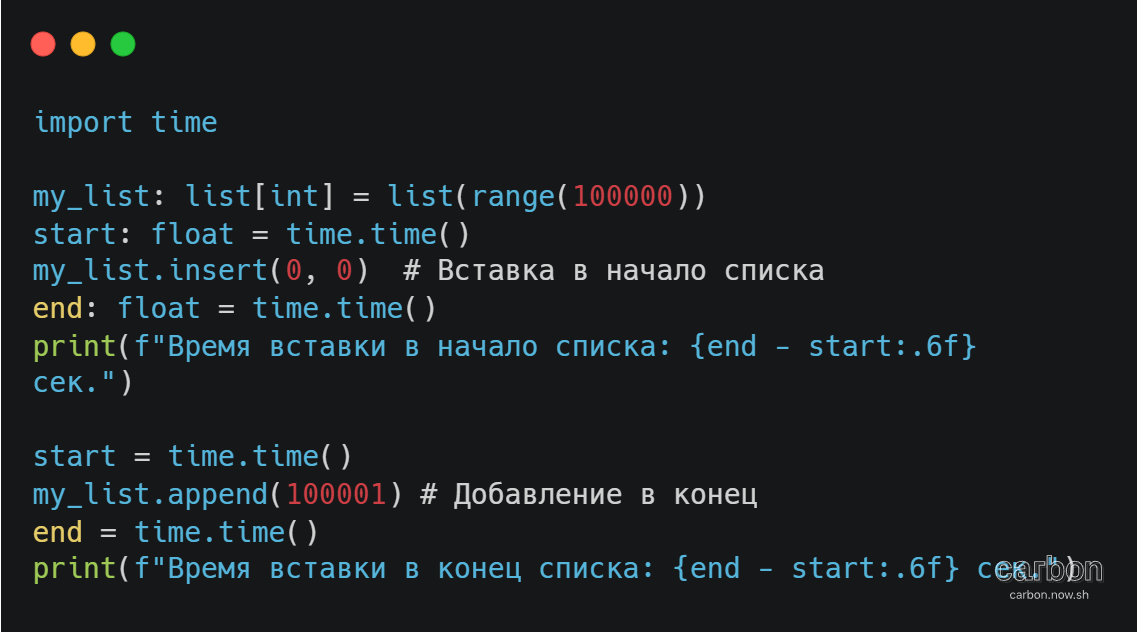 import time
my_list: list[int] = list(range(100000))
start: float = time.time()
my_list.insert(0, 0)  # Вставка в начало списка
end: float = time.time()
print(f"Время вставки в начало списка: {end - start:.6f}
сек.")
start = time.time()
my_list.append(100001) # Добавление в конец
end = time.time()
print(f"Время вставки в конец списка: {end - start:.6f} сек.")
carbon
carbon.now.sh